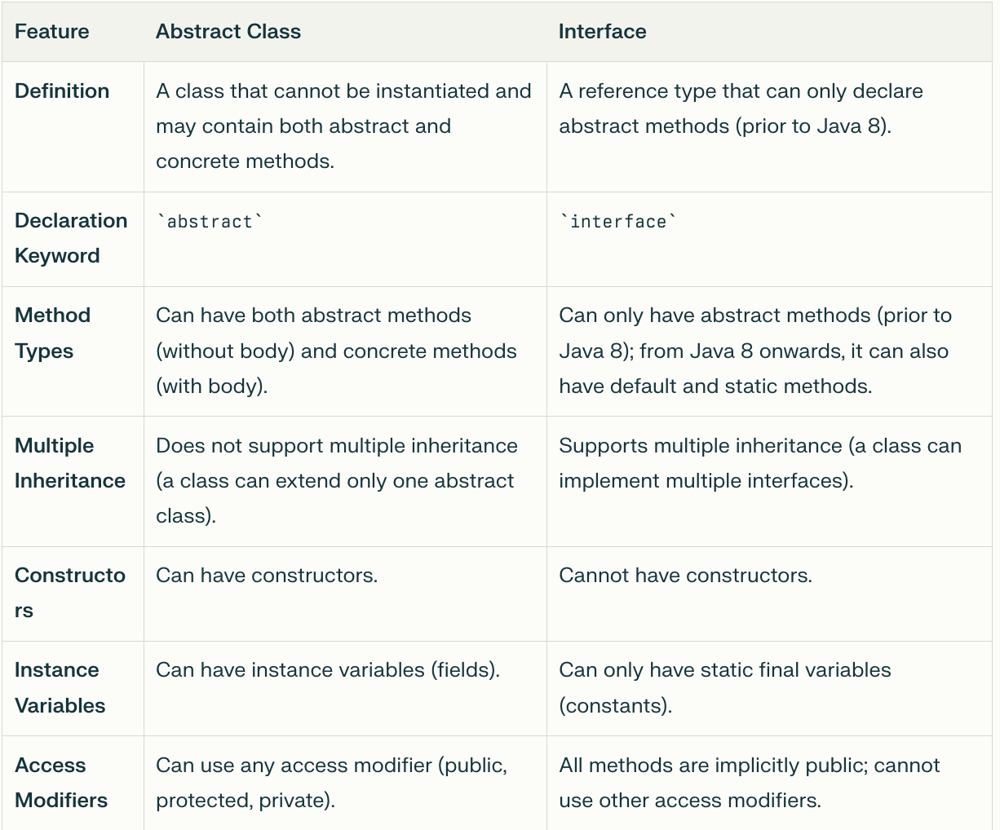 Feature Abstract Class Interface
Definition A class that cannot be instantiated and A reference type that can only declare
may contain both abstract and abstract methods (prior to Java 8).
concrete methods.
Declaration `abstract` `interface`
Keyword
Method Can have both abstract methods Can only have abstract methods (prior to
Types (without body) and concrete methods Java 8); from Java 8 onwards, it can also
(with body). have default and static methods.
Multiple Does not support multiple inheritance Supports multiple inheritance (a class can
Inheritance (a class can extend only one abstract implement multiple interfaces).
class).
Constructo Can have constructors. Cannot have constructors.
rs
Instance Can have instance variables (fields). Can only have static final variables
Variables (constants).
Access Can use any access modifier (public, All methods are implicitly public; cannot
Modifiers protected, private). use other access modifiers.